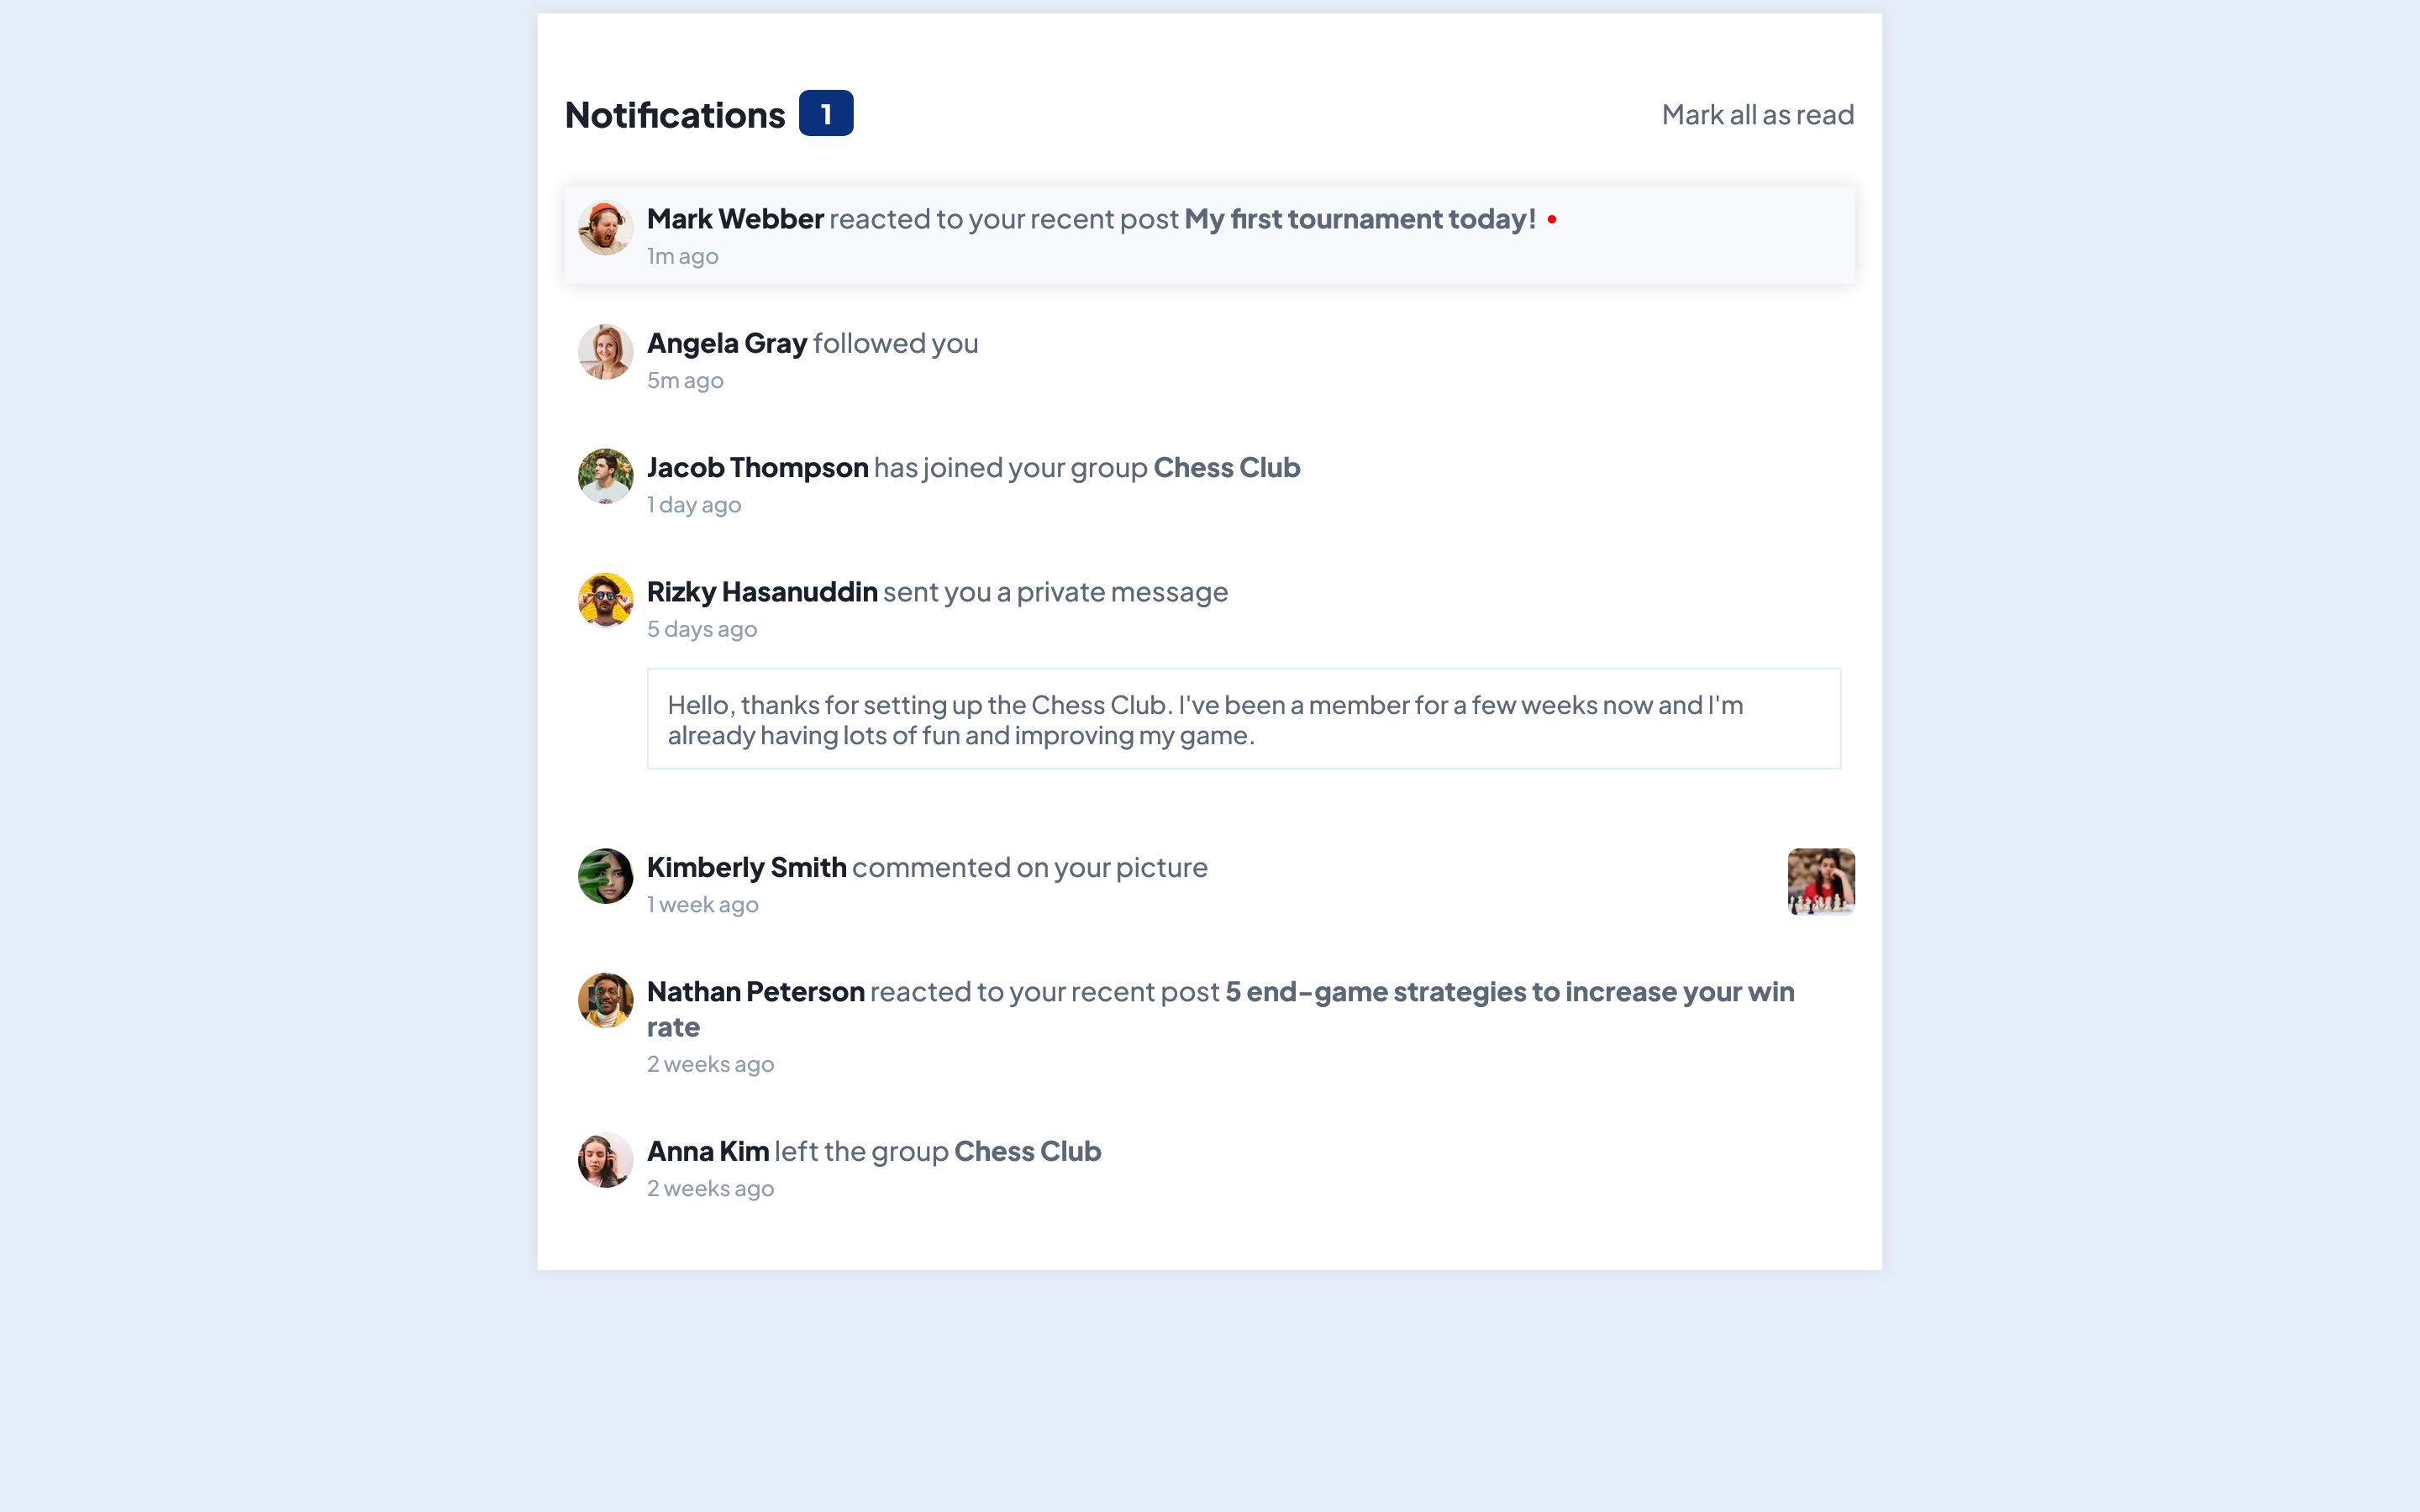 Notifications 1 Mark all as read
Mark Webber reacted to your recent post My first tournament today!
1m ago
Angela Gray followed you
5m ago
Jacob Thompson has joined your group Chess Club
1 day ago
Rizky Hasanuddin sent you a private message
5 days ago
Hello, thanks for setting up the Chess Club. I've been a member for a few weeks now and I'm
already having lots of fun and improving my game.
Kimberly Smith commented on your picture
1 week ago
Nathan Peterson reacted to your recent post 5 end-game strategies to increase your win
rate
2 weeks ago
Anna Kim left the group Chess Club
2 weeks ago